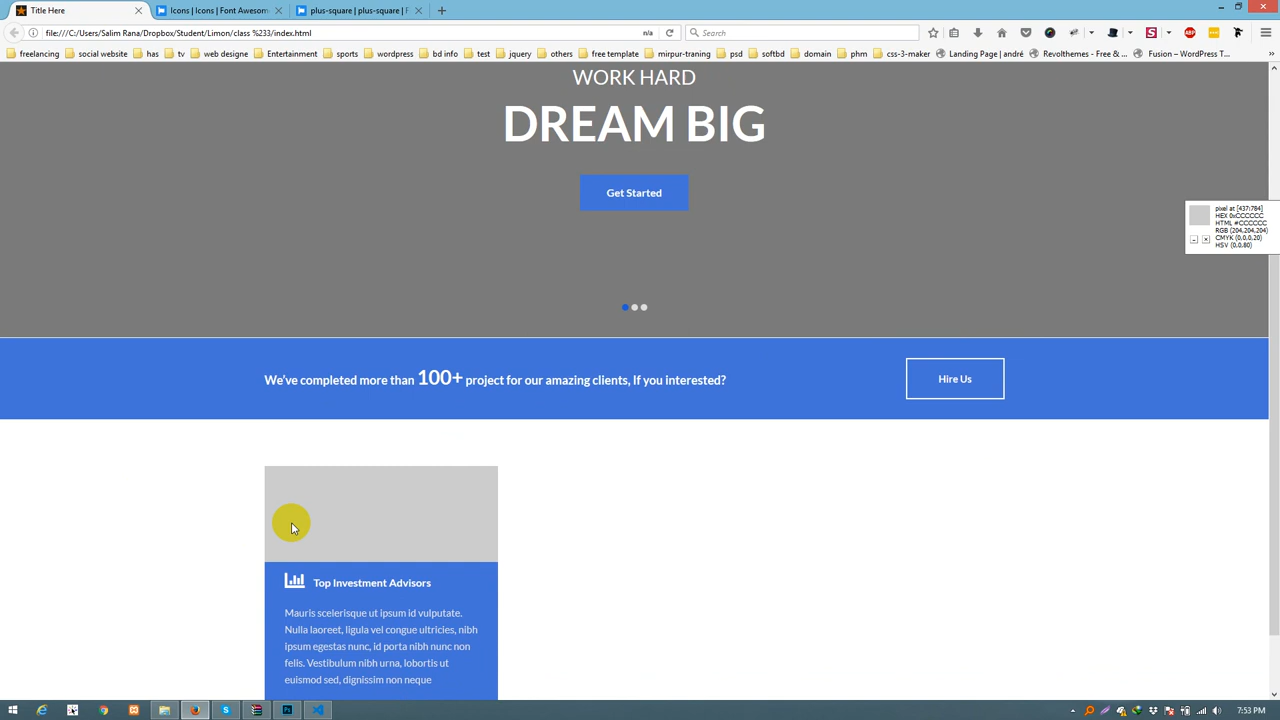 Title Here
Icons | Icons | Font Awesom
plus-square | plus-square | F
file:///C:/Users/Salim Rana/Dropbox/Student/Limon/class %233/index.html
n/a
Search
freelancing
social website
has
tv
web designe
Entertainment
sports
wordpress
bd info
test
jquery
others
free template
mirpur-traning
psd
softbd
domain
phm
css-3-maker
Landing Page | andré
Revolthemes - Free & ...
Fusion – WordPress T...
WORK HARD
DREAM BIG
Get Started
pixel at [437:784]
HEX 0xCCCCCC
HTML #CCCCCC
RGB (204,204,204)
CMYK (0,0,0,20)
HSV (0,0,80)
We've completed more than 100+ project for our amazing clients, If you interested?
Hire Us
Top Investment Advisors
Mauris scelerisque ut ipsum id vulputate.
Nulla laoreet, ligula vel congue ultricies, nibh
ipsum egestas nunc, id porta nibh nunc non
felis. Vestibulum nibh urna, lobortis ut
euismod sed, dignissim non neque
7:53 PM